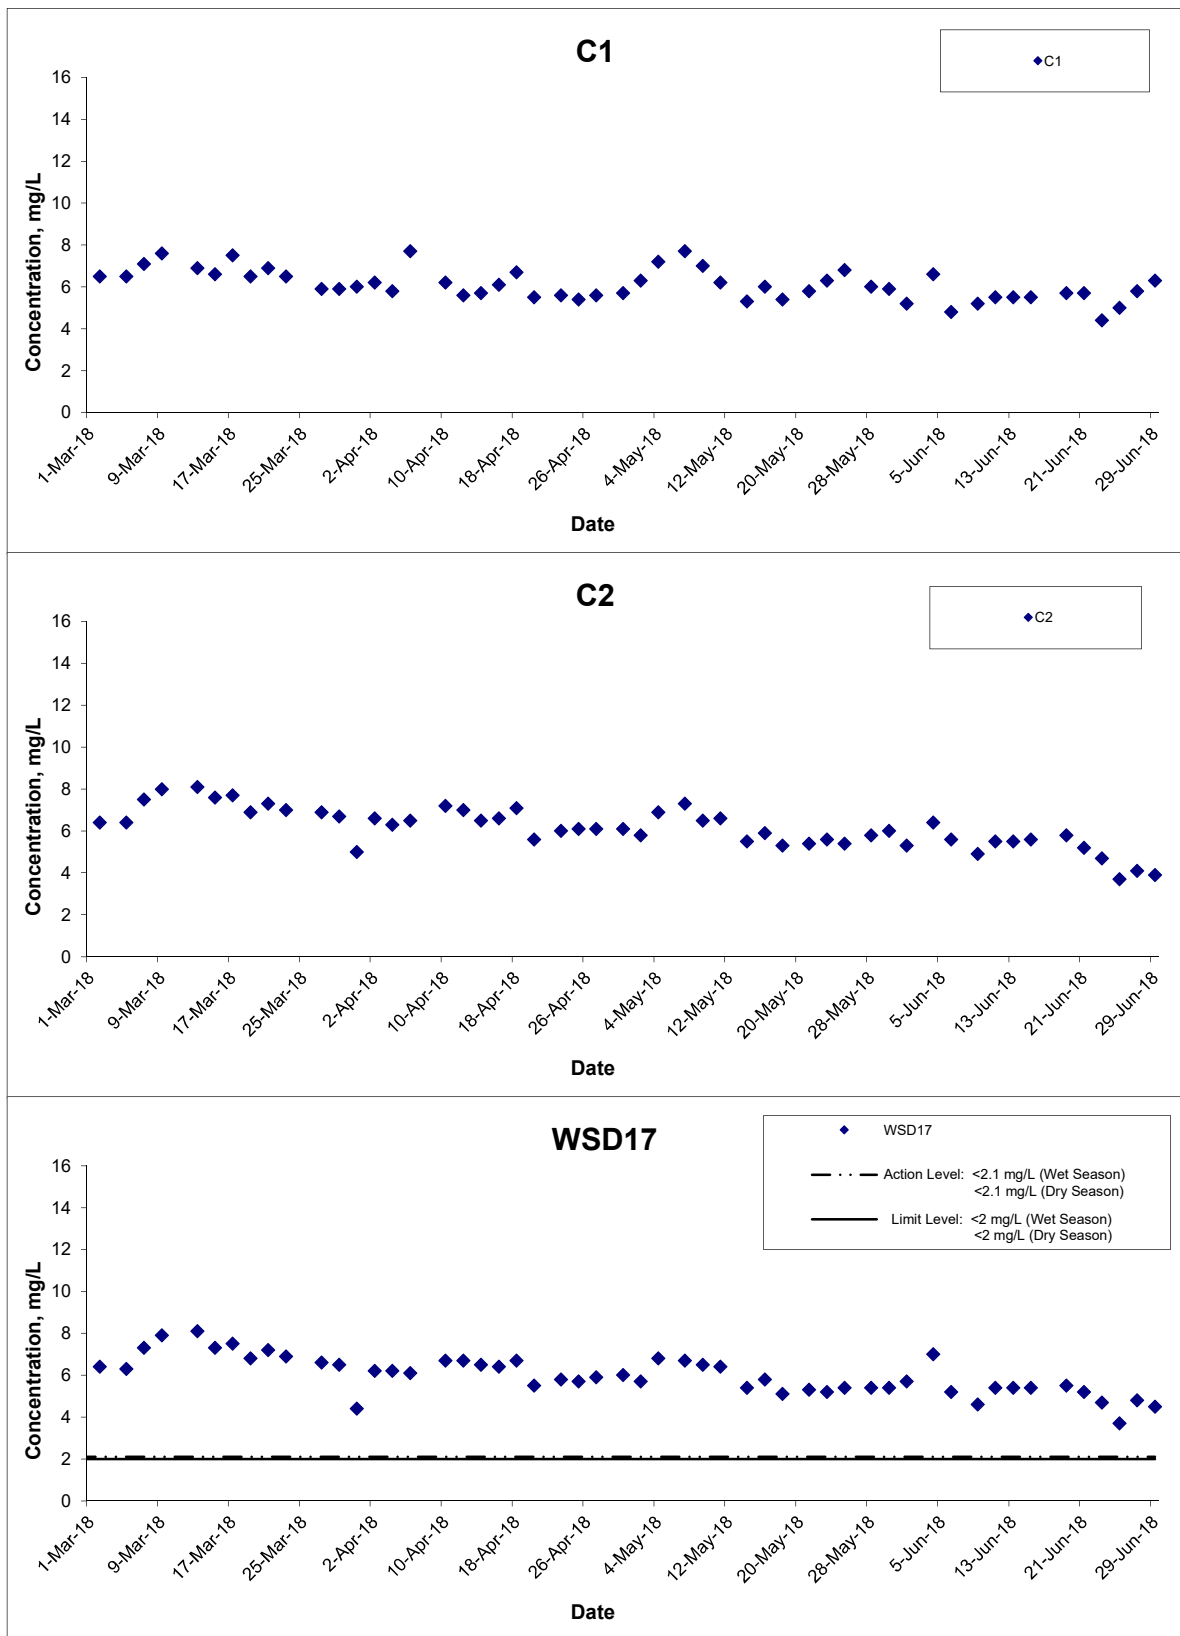 C1
C1
16
14
12
10
8
6
4
2
0
Concentration, mg/L
1-Mar-18
9-Mar-18
17-Mar-18
25-Mar-18
2-Apr-18
10-Apr-18
18-Apr-18
26-Apr-18
4-May-18
12-May-18
20-May-18
28-May-18
5-Jun-18
13-Jun-18
21-Jun-18
29-Jun-18
Date
C2
C2
16
14
12
10
8
6
4
2
0
Concentration, mg/L
1-Mar-18
9-Mar-18
17-Mar-18
25-Mar-18
2-Apr-18
10-Apr-18
18-Apr-18
26-Apr-18
4-May-18
12-May-18
20-May-18
28-May-18
5-Jun-18
13-Jun-18
21-Jun-18
29-Jun-18
Date
WSD17
WSD17
Action Level: <2.1 mg/L (Wet Season)
<2.1 mg/L (Dry Season)
Limit Level: <2 mg/L (Wet Season)
<2 mg/L (Dry Season)
16
14
12
10
8
6
4
2
0
Concentration, mg/L
1-Mar-18
9-Mar-18
17-Mar-18
25-Mar-18
2-Apr-18
10-Apr-18
18-Apr-18
26-Apr-18
4-May-18
12-May-18
20-May-18
28-May-18
5-Jun-18
13-Jun-18
21-Jun-18
29-Jun-18
Date